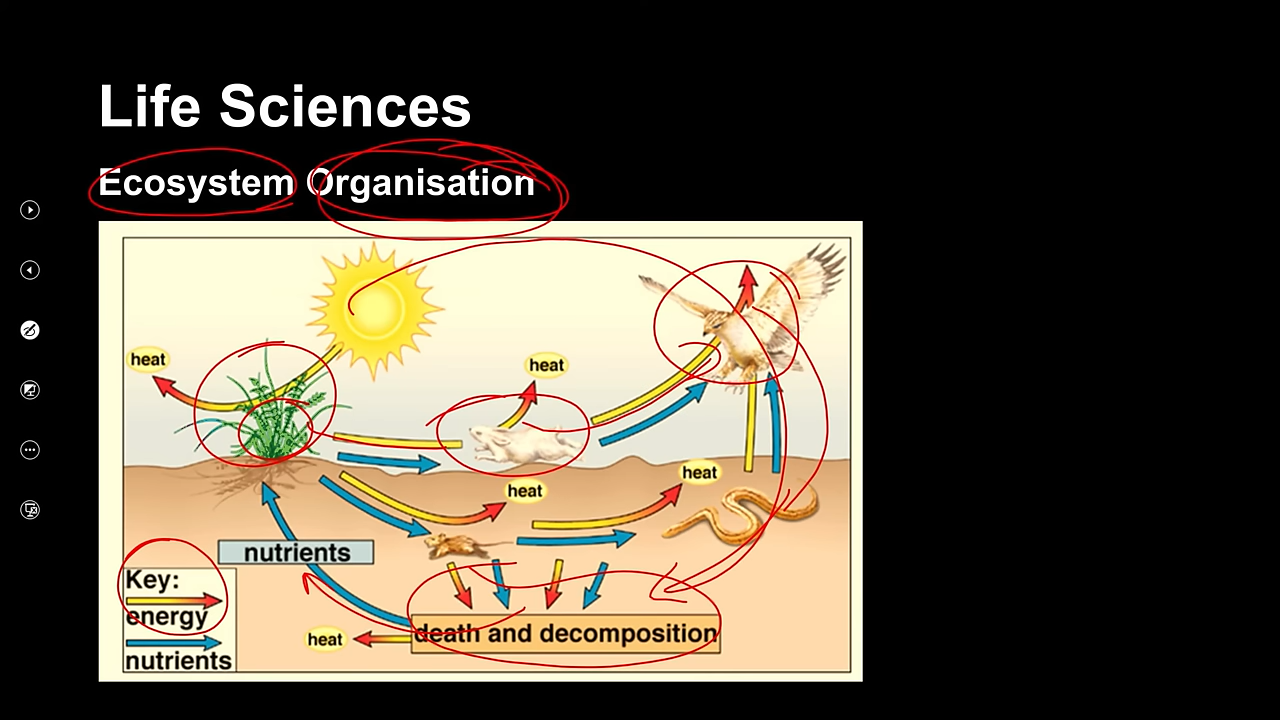 Life Sciences
Ecosystem Organisation
heat
heat
heat
heat
nutrients
Key:
energy
nutrients
heat
death and decomposition